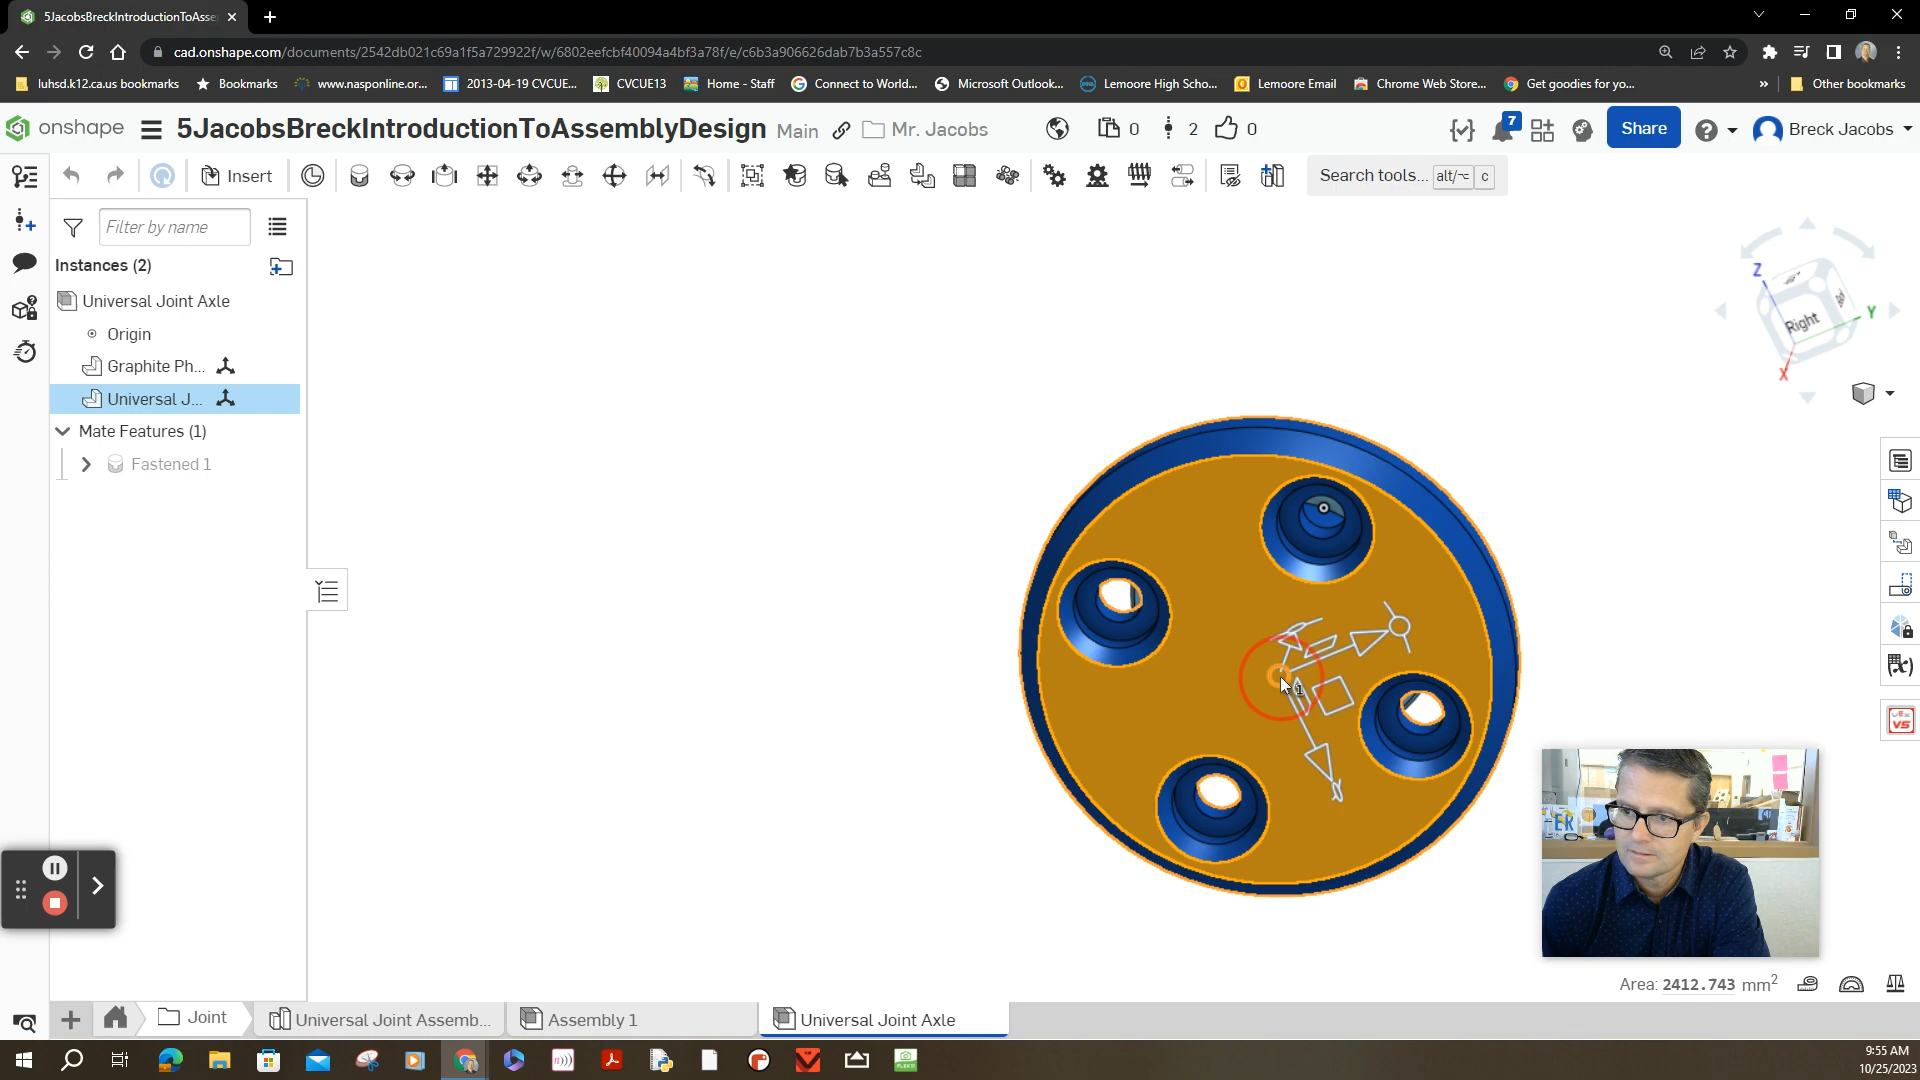 5JacobsBreckIntroductionToAsse
cad.onshape.com/documents/2542db021c69a1f5a729922f/w/6802eefcbf40094a4bf3a78f/e/c6b3a906626dab7b3a557c8c
luhsd.k12.ca.us bookmarks Bookmarks www.nasponline.or... 2013-04-19 CVCUE... CVCUE13 Home - Staff Connect to World... Microsoft Outlook... Lemoore High Scho... Lemoore Email Chrome Web Store... Get goodies for yo... » Other bookmarks
onshape 5JacobsBreckIntroductionToAssemblyDesign Main Mr. Jacobs 0 2 0 7 Share Breck Jacobs
Insert Search tools... alt/⌥ c
Filter by name
Instances (2)
Universal Joint Axle
Origin
Graphite Ph...
Universal J...
Mate Features (1)
Fastened 1
Z
Y
Right
X
1
VEX
V5
ER
Area: 2412.743 mm²
Joint Universal Joint Assemb... Assembly 1 Universal Joint Axle
9:55 AM
10/25/2023